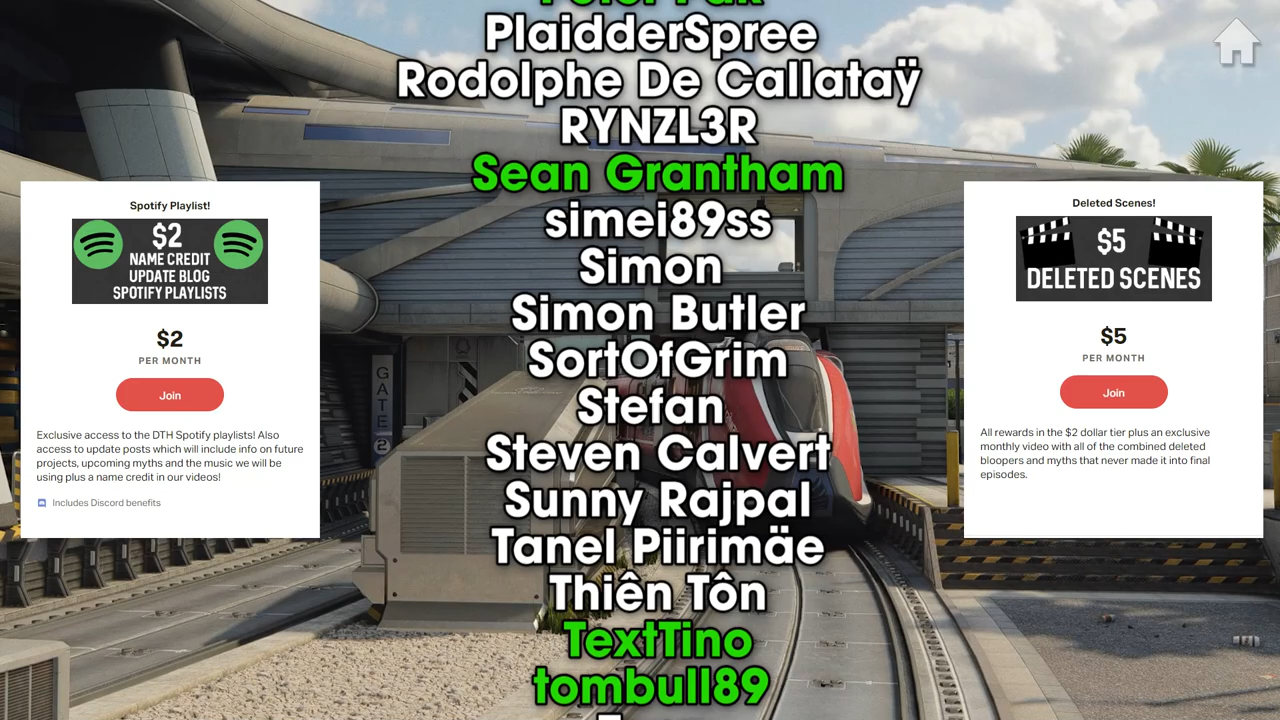 PlaidderSpree
Rodolphe De Callataÿ
RYNZL3R
Sean Grantham
simei89ss
Simon
Simon Butler
SortOfGrim
Stefan
Steven Calvert
Sunny Rajpal
Tanel Piirimäe
Thiên Tôn
TextTino
tombull89
Spotify Playlist!
$2
NAME CREDIT
UPDATE BLOG
SPOTIFY PLAYLISTS
$2
PER MONTH
Join
Exclusive access to the DTH Spotify playlists! Also
access to update posts which will include info on future
projects, upcoming myths and the music we will be
using plus a name credit in our videos!
Includes Discord benefits
GATE
2
Deleted Scenes!
$5
DELETED SCENES
$5
PER MONTH
Join
All rewards in the $2 dollar tier plus an exclusive
monthly video with all of the combined deleted
bloopers and myths that never made it into final
episodes.